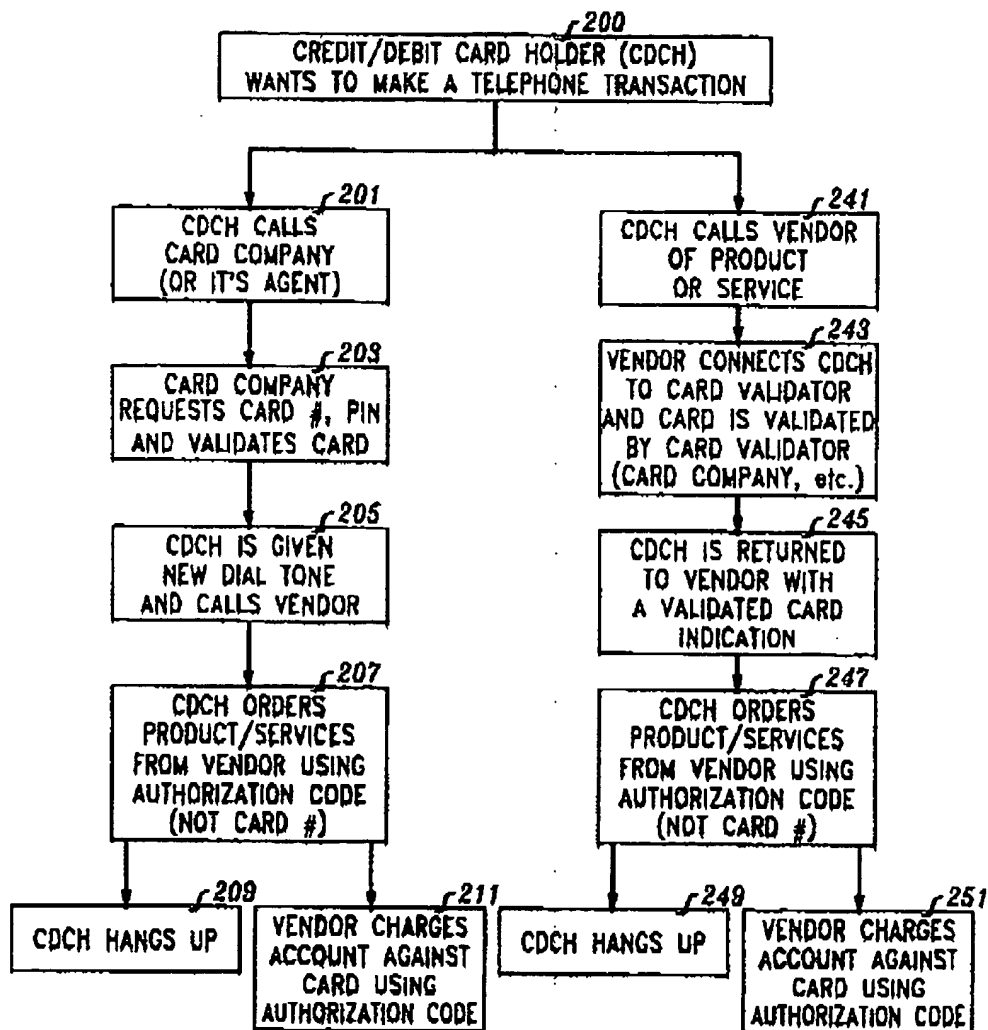 200
CREDIT/DEBIT CARD HOLDER (CDCH)
WANTS TO MAKE A TELEPHONE TRANSACTION
201
CDCH CALLS
CARD COMPANY
(OR IT'S AGENT)
203
CARD COMPANY
REQUESTS CARD #, PIN
AND VALIDATES CARD
205
CDCH IS GIVEN
NEW DIAL TONE
AND CALLS VENDOR
207
CDCH ORDERS
PRODUCT/SERVICES
FROM VENDOR USING
AUTHORIZATION CODE
(NOT CARD #)
209
CDCH HANGS UP
211
VENDOR CHARGES
ACCOUNT AGAINST
CARD USING
AUTHORIZATION CODE
241
CDCH CALLS VENDOR
OF PRODUCT
OR SERVICE
243
VENDOR CONNECTS CDCH
TO CARD VALIDATOR
AND CARD IS VALIDATED
BY CARD VALIDATOR
(CARD COMPANY, etc.)
245
CDCH IS RETURNED
TO VENDOR WITH
A VALIDATED CARD
INDICATION
247
CDCH ORDERS
PRODUCT/SERVICES
FROM VENDOR USING
AUTHORIZATION CODE
(NOT CARD #)
249
CDCH HANGS UP
251
VENDOR CHARGES
ACCOUNT AGAINST
CARD USING
AUTHORIZATION CODE